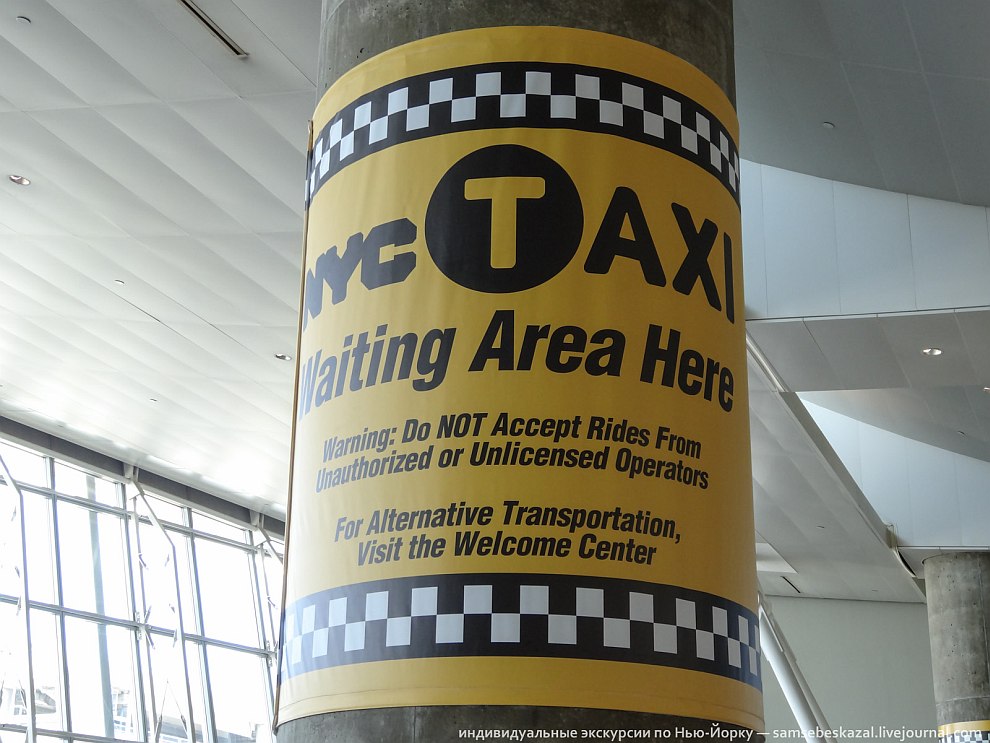 NYC TAXI
Waiting Area Here
Warning: Do NOT Accept Rides From
Unauthorized or Unlicensed Operators
For Alternative Transportation,
Visit the Welcome Center
индивидуальные экскурсии по Нью-Йорку — samsebeskazal.livejournal.com